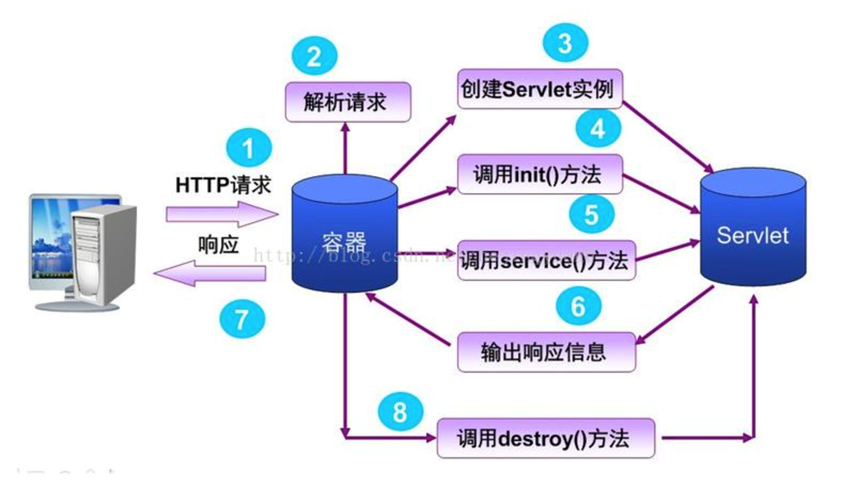 2
3
解析请求
创建Servlet实例
4
1
HTTP请求
调用init()方法
5
响应
容器
Servlet
http://blog.csdn.ne
调用service()方法
6
7
输出响应信息
8
调用destroy()方法